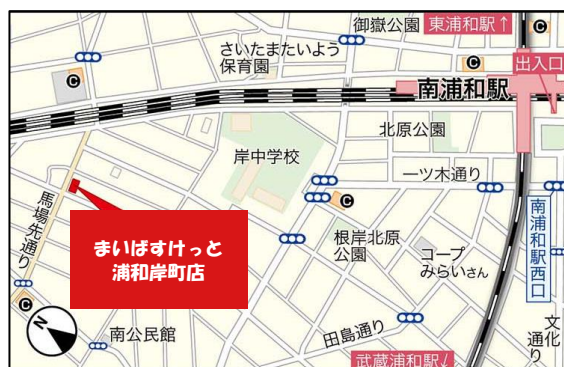 御嶽公園
東浦和駅↑
さいたまたいよう
保育園
C
C
C
出入口
南浦和駅
北原公園
岸中学校
一ツ木通り
C
馬場先通り
まいばすけっと
浦和岸町店
根岸北原
公園
コープ
みらいさん
南浦和駅西口
C
N
南公民館
田島通り
文化
通り
武蔵浦和駅↓